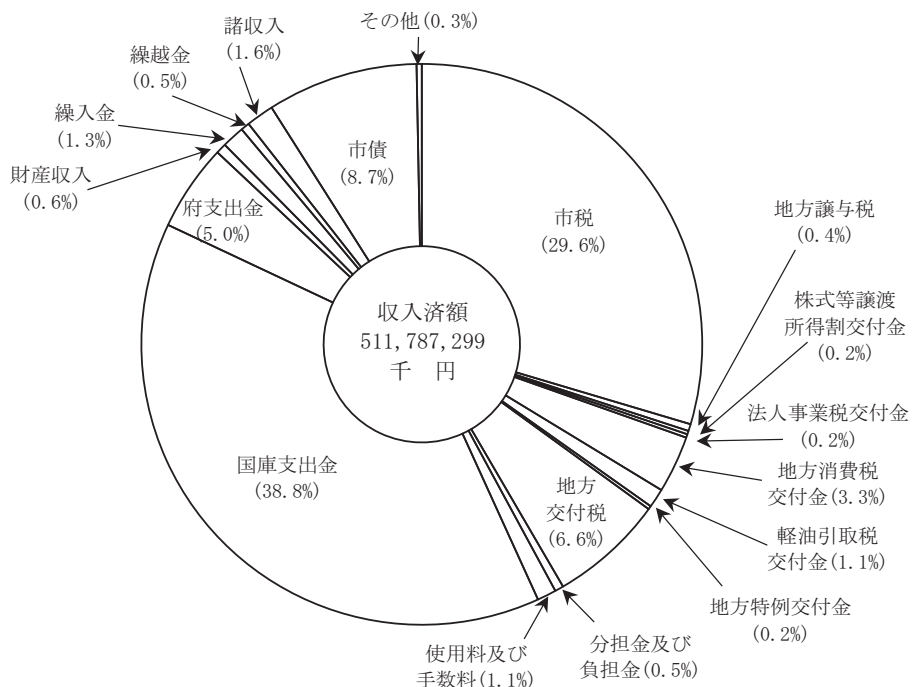 その他(0.3%)
諸収入
(1.6%)
繰越金
(0.5%)
繰入金
(1.3%)
財産収入
(0.6%)
府支出金
(5.0%)
市債
(8.7%)
市税
(29.6%)
地方譲与税
(0.4%)
株式等譲渡
所得割交付金
(0.2%)
法人事業税交付金
(0.2%)
地方消費税
交付金(3.3%)
軽油引取税
交付金(1.1%)
地方特例交付金
(0.2%)
地方
交付税
(6.6%)
分担金及び
負担金(0.5%)
使用料及び
手数料(1.1%)
国庫支出金
(38.8%)
収入済額
511,787,299
千 円